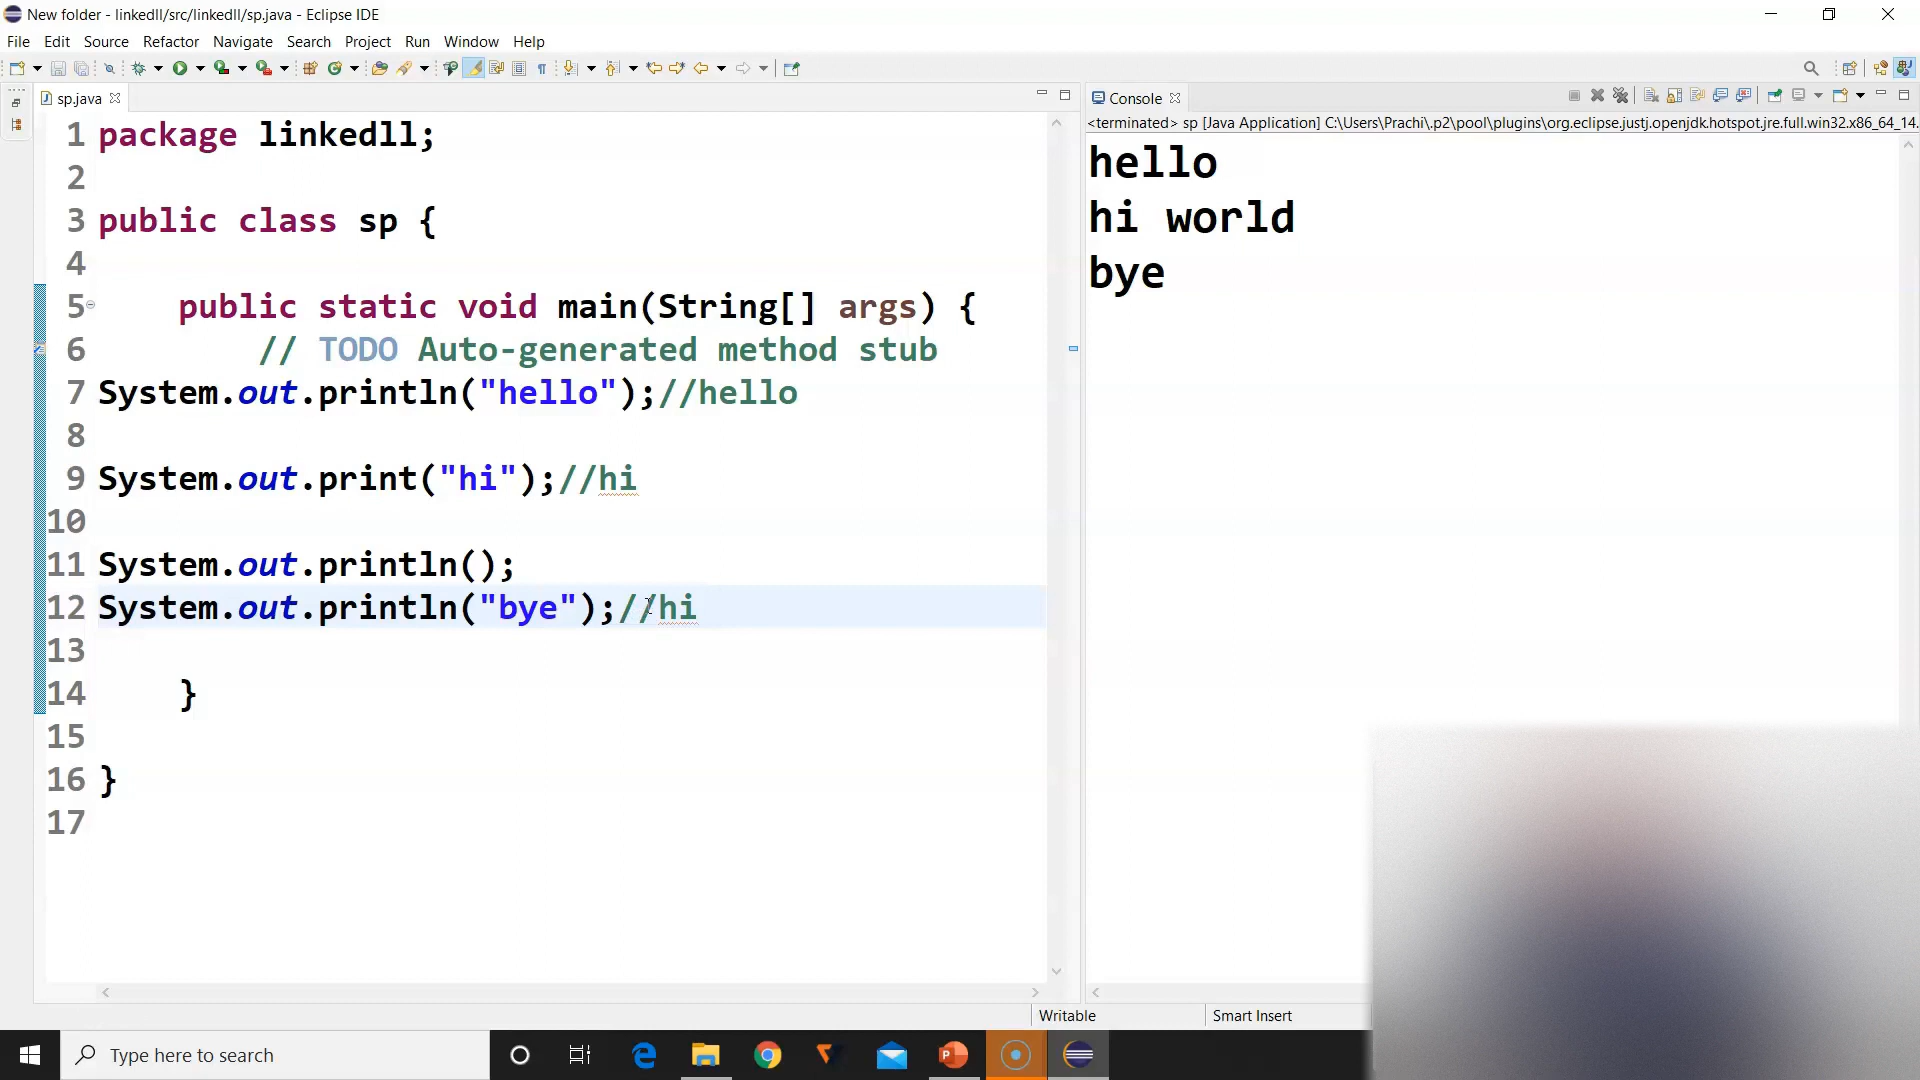 New folder - linkedll/src/linkedll/sp.java - Eclipse IDE
File Edit Source Refactor Navigate Search Project Run Window Help
sp.java
Console
<terminated> sp [Java Application] C:\Users\Prachi\.p2\pool\plugins\org.eclipse.justj.openjdk.hotspot.jre.full.win32.x86_64_14.
1 package linkedll;
2
3 public class sp {
4
5 public static void main(String[] args) {
6 // TODO Auto-generated method stub
7 System.out.println("hello");//hello
8
9 System.out.print("hi");//hi
10
11 System.out.println();
12 System.out.println("bye");//hi
13
14 }
15
16 }
17
hello
hi world
bye
Writable Smart Insert
Type here to search